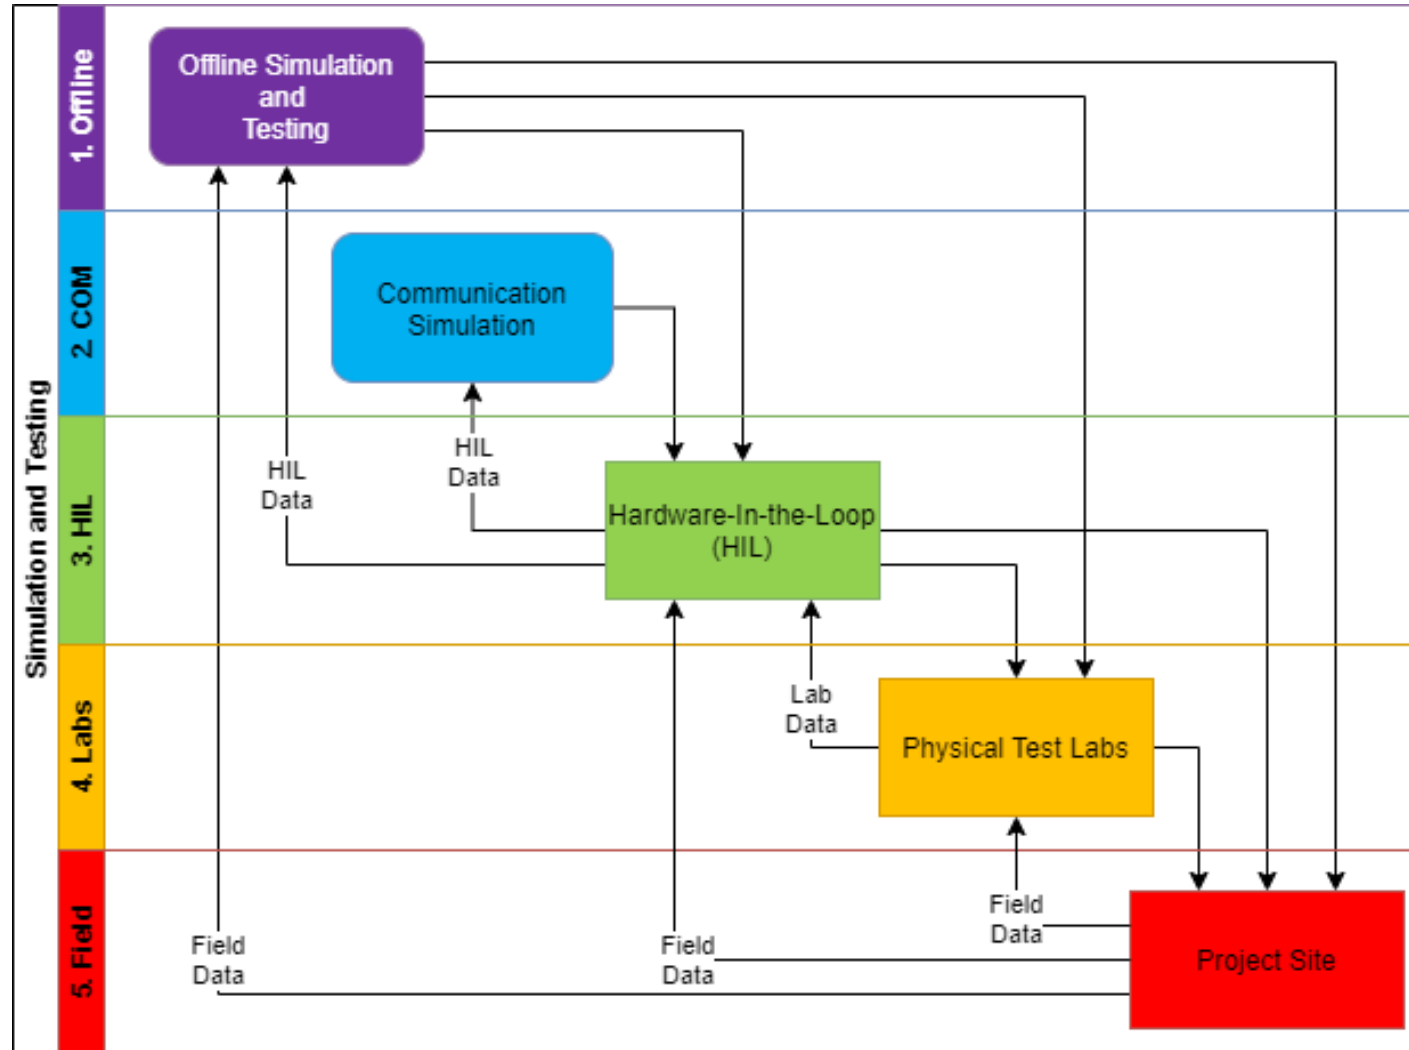 Simulation and Testing
1. Offline
Offline Simulation
and
Testing
2. COM
Communication
Simulation
3. HIL
HIL
Data
HIL
Data
Hardware-In-the-Loop
(HIL)
4. Labs
Lab
Data
Physical Test Labs
5. Field
Field
Data
Field
Data
Field
Data
Project Site